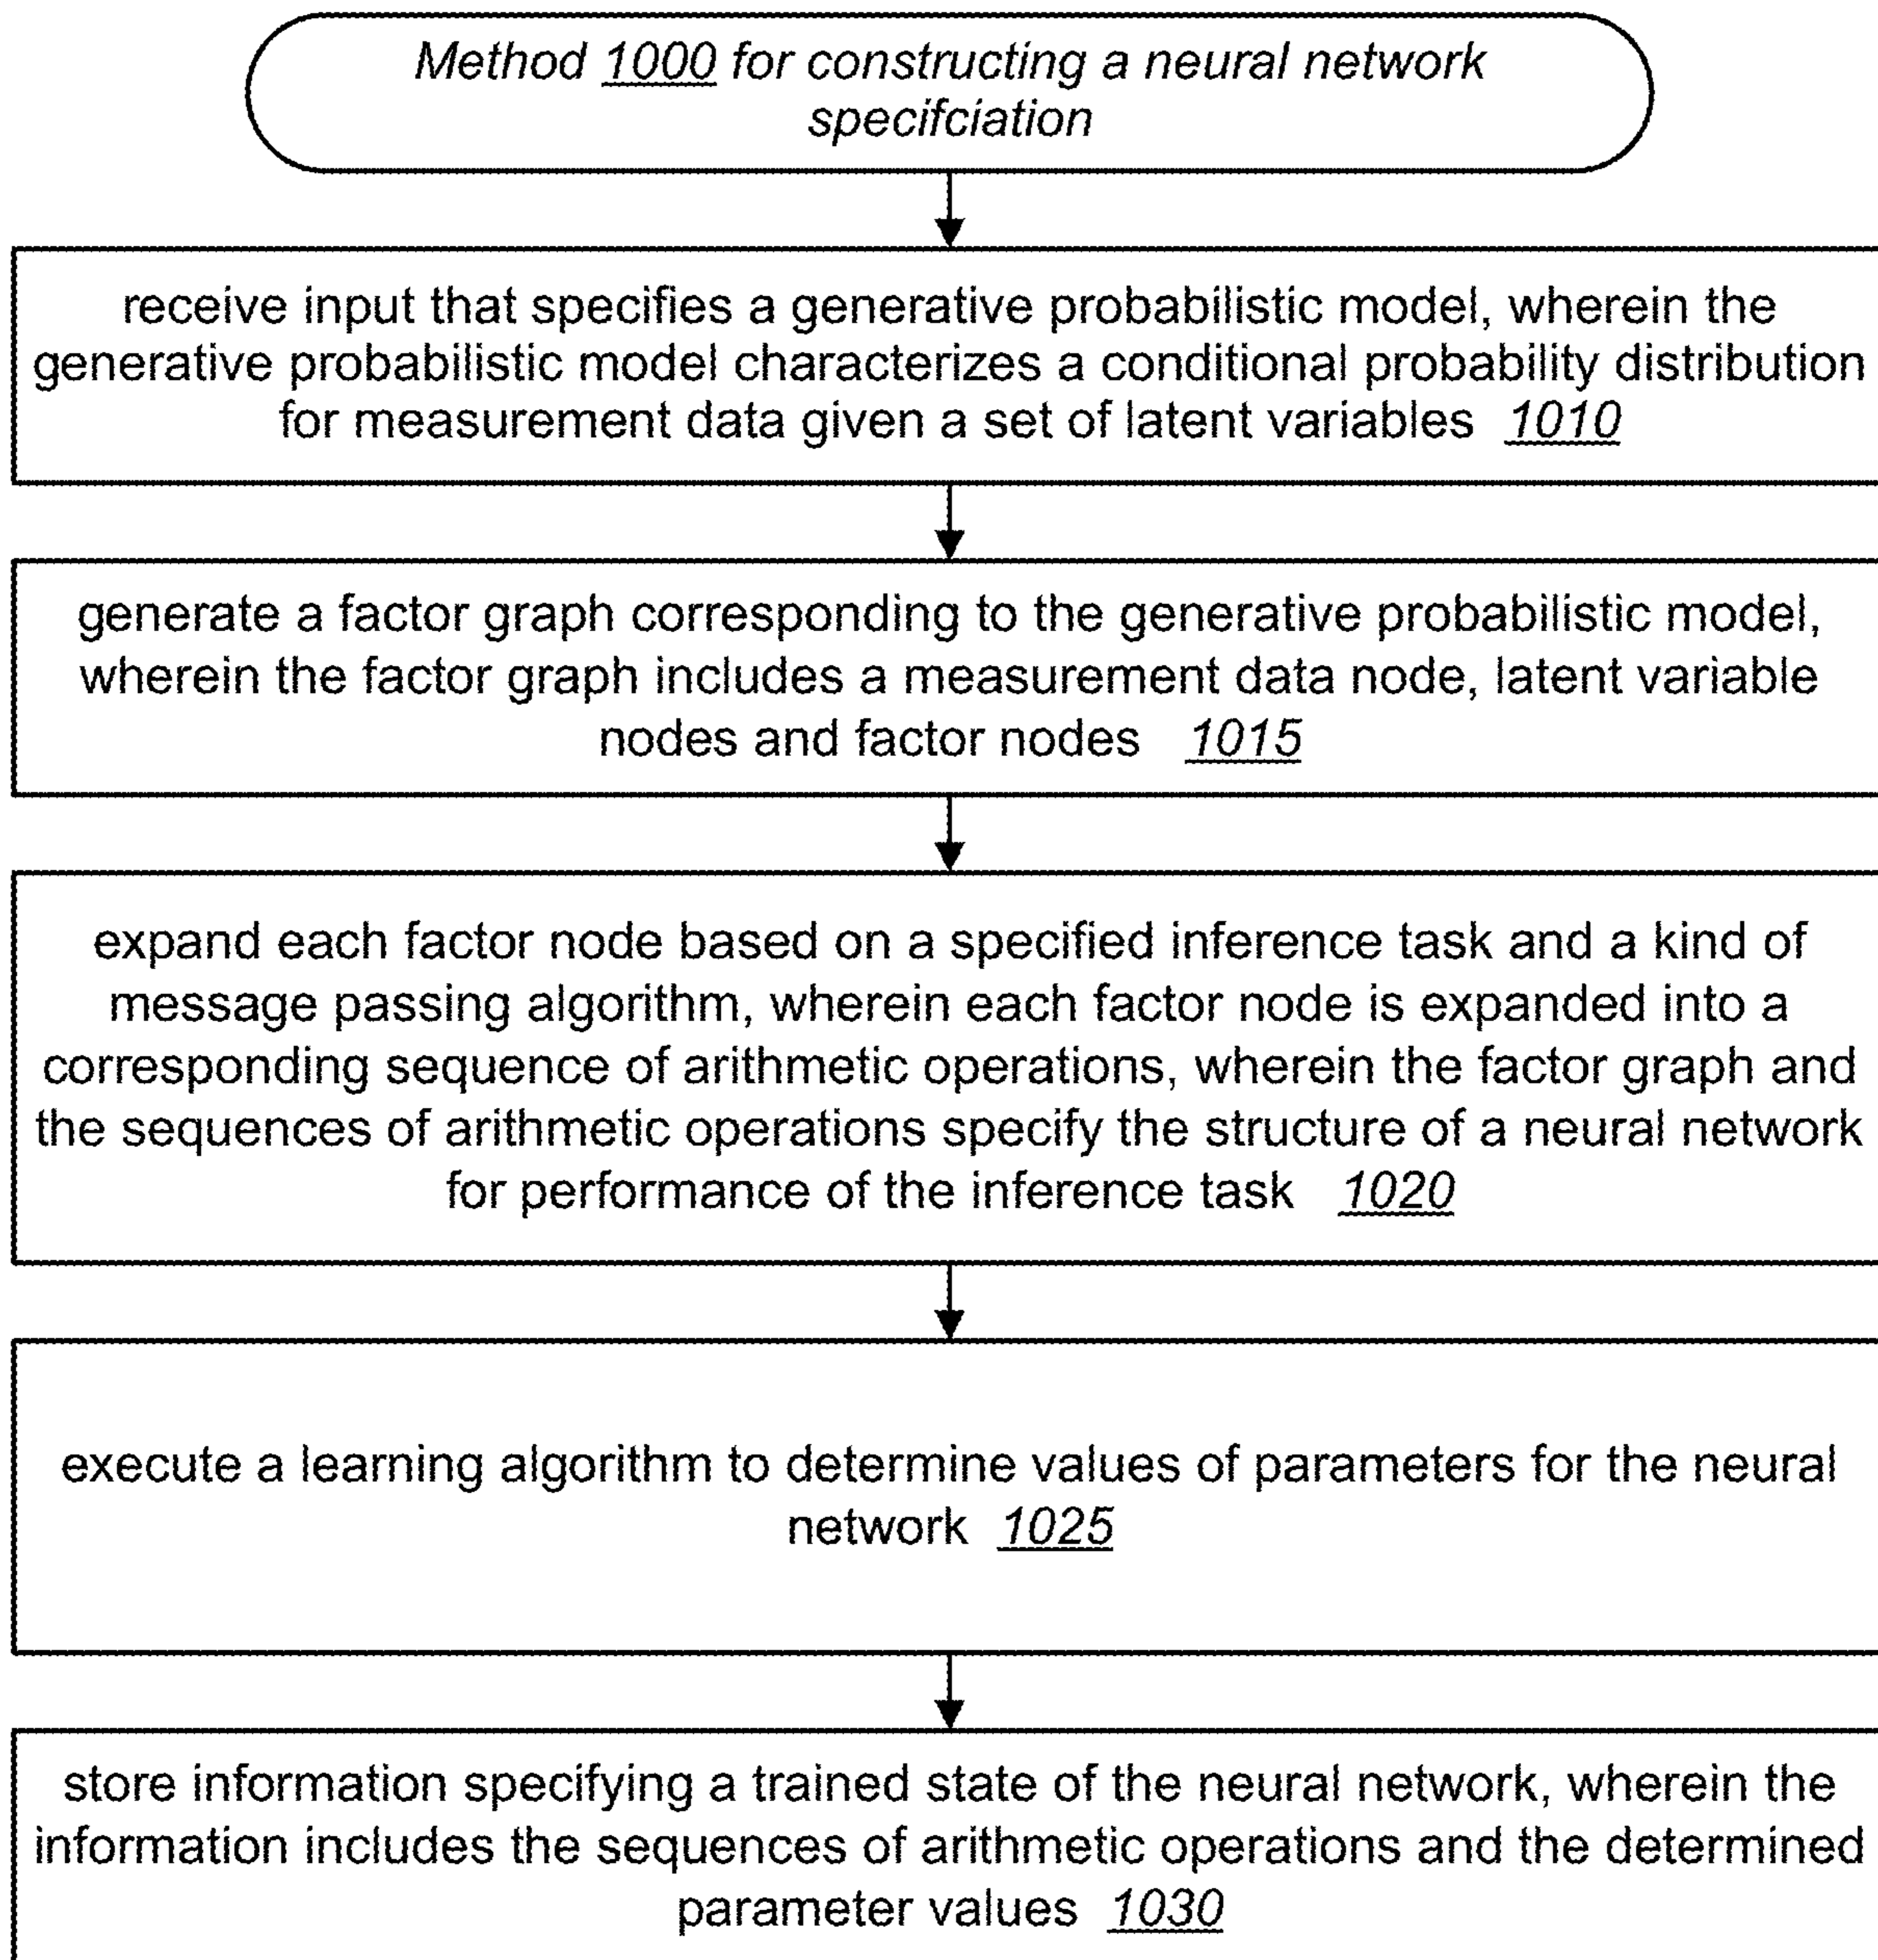 Method 1000 for constructing a neural network
specifciation
receive input that specifies a generative probabilistic model, wherein the
generative probabilistic model characterizes a conditional probability distribution
for measurement data given a set of latent variables 1010
generate a factor graph corresponding to the generative probabilistic model,
wherein the factor graph includes a measurement data node, latent variable
nodes and factor nodes 1015
expand each factor node based on a specified inference task and a kind of
message passing algorithm, wherein each factor node is expanded into a
corresponding sequence of arithmetic operations, wherein the factor graph and
the sequences of arithmetic operations specify the structure of a neural network
for performance of the inference task 1020
execute a learning algorithm to determine values of parameters for the neural
network 1025
store information specifying a trained state of the neural network, wherein the
information includes the sequences of arithmetic operations and the determined
parameter values 1030